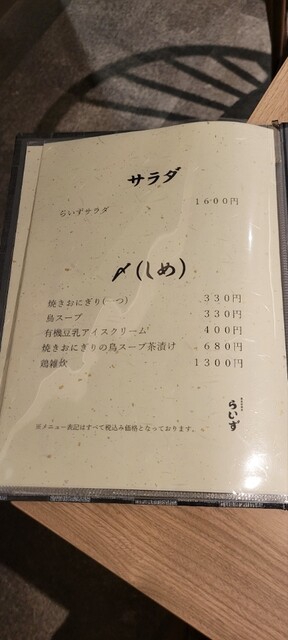 サラダ
らいずサラダ 1600円
〆(しめ)
焼きおにぎり(一つ) 330円
鳥スープ 330円
有機豆乳アイスクリーム 400円
焼きおにぎりの鳥スープ茶漬け 680円
鶏雑炊 1300円
らいず
※メニュー表記はすべて税込み価格となっております。